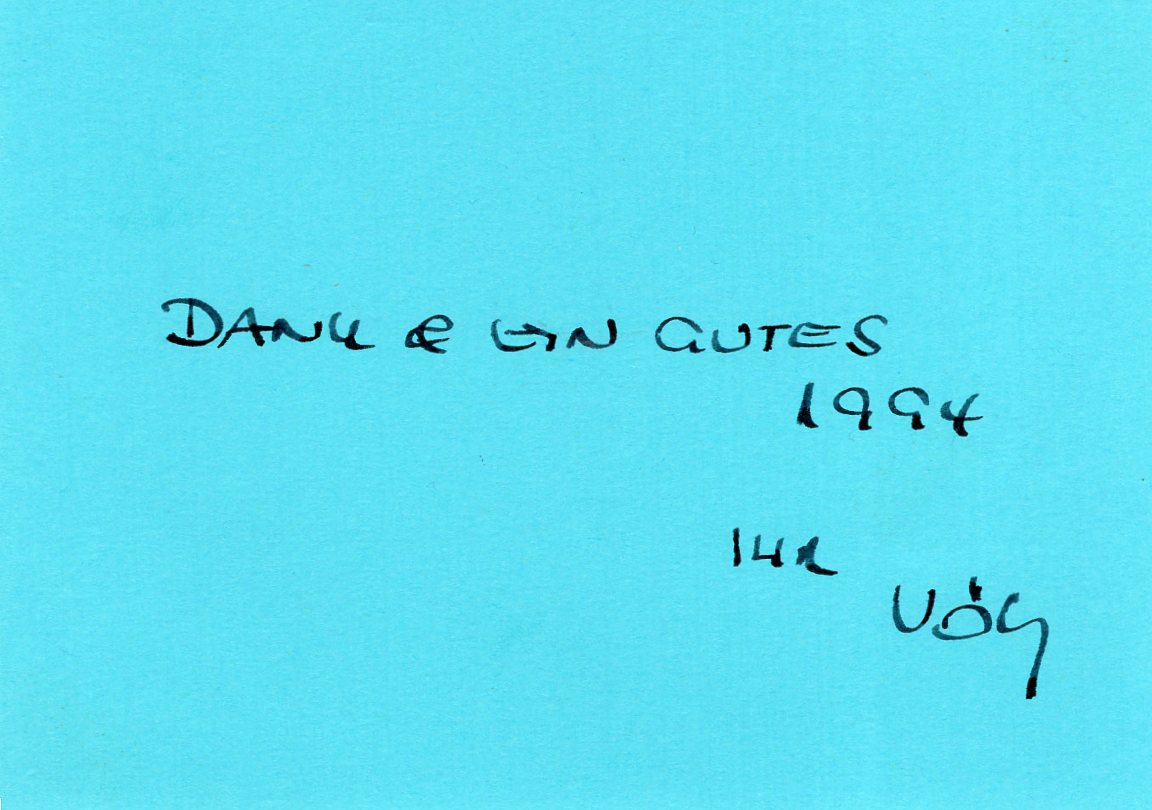 DANK & EIN GUTES
1994
IHR
VÖG